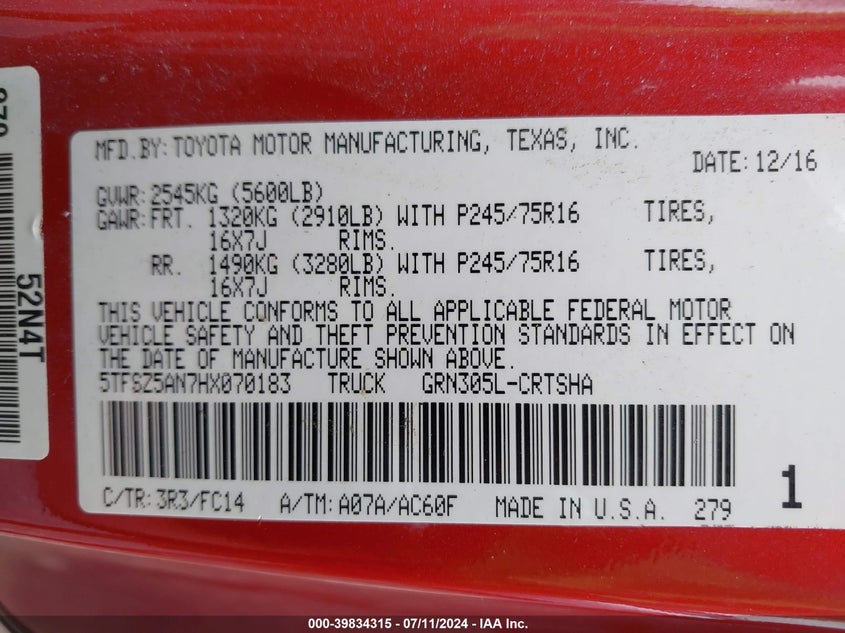 MFD.BY: TOYOTA MOTOR MANUFACTURING, TEXAS, INC.
DATE: 12/16
GVWR: 2545KG (5600LB)
GAWR: FRT. 1320KG (2910LB) WITH P245/75R16 TIRES,
16X7J RIMS.
RR. 1490KG (3280LB) WITH P245/75R16 TIRES,
16X7J RIMS.
THIS VEHICLE CONFORMS TO ALL APPLICABLE FEDERAL MOTOR
VEHICLE SAFETY AND THEFT PREVENTION STANDARDS IN EFFECT ON
THE DATE OF MANUFACTURE SHOWN ABOVE.
5TFSZ5AN7HX070183 TRUCK GRN305L-CRTSHA
C/TR: 3R3/FC14 A/TM: A07A/AC60F MADE IN U.S.A. 279
1
52N4T
000-39834315 - 07/11/2024 - IAA Inc.